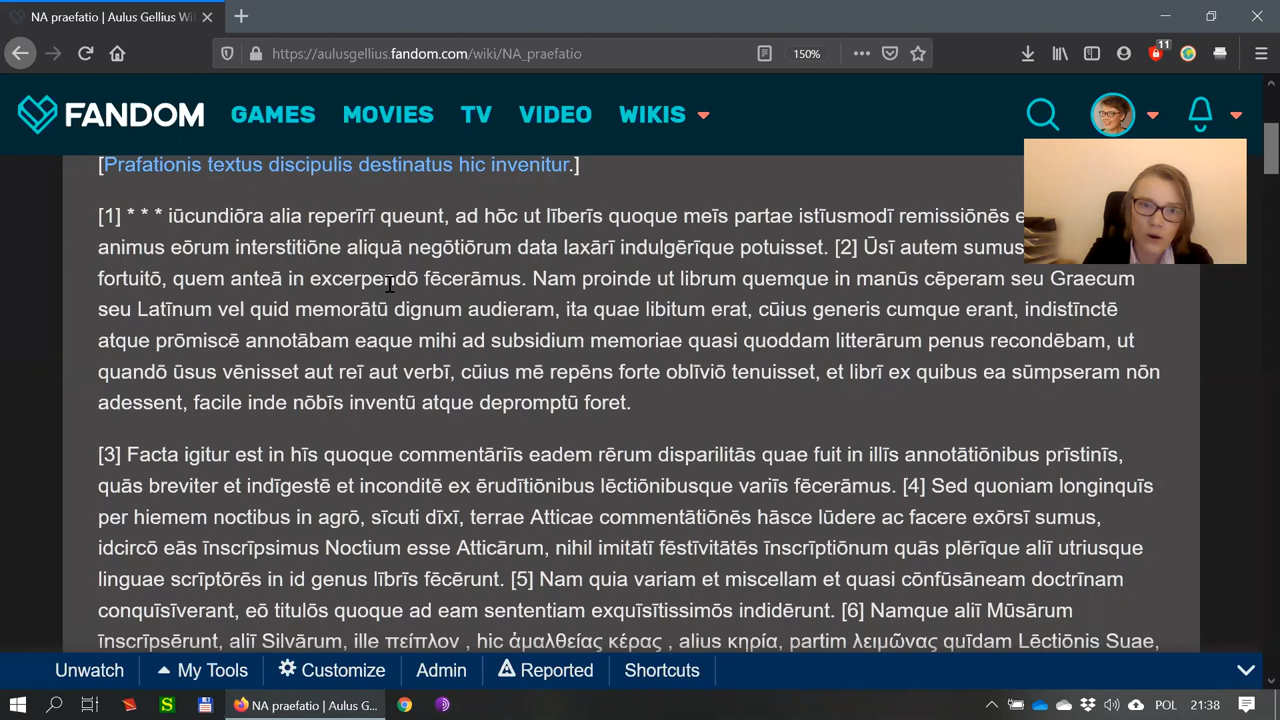 NA praefatio | Aulus Gellius Wi
https://aulusgellius.fandom.com/wiki/NA_praefatio
150%
11
FANDOM
GAMES
MOVIES
TV
VIDEO
WIKIS
[Prafationis textus discipulis destinatus hic invenitur.]
[1] * * * iūcundiōra alia reperīrī queunt, ad hōc ut līberīs quoque meīs partae istīusmodī remissiōnēs e
animus eōrum interstitiōne aliquā negōtiōrum data laxārī indulgērīque potuisset. [2] Ūsī autem sumus
fortuitō, quem anteā in excerpendō fēcerāmus. Nam proinde ut librum quemque in manūs cēperam seu Graecum
seu Latīnum vel quid memorātū dignum audieram, ita quae libitum erat, cūius generis cumque erant, indistīnctē
atque prōmiscē annotābam eaque mihi ad subsidium memoriae quasi quoddam litterārum penus recondēbam, ut
quandō ūsus vēnisset aut reī aut verbī, cūius mē repēns forte oblīviō tenuisset, et librī ex quibus ea sūmpseram nōn
adessent, facile inde nōbīs inventū atque depromptū foret.
[3] Facta igitur est in hīs quoque commentāriīs eadem rērum disparilitās quae fuit in illīs annotātiōnibus prīstinīs,
quās breviter et indīgestē et inconditē ex ērudītiōnibus lēctiōnibusque variīs fēcerāmus. [4] Sed quoniam longinquīs
per hiemem noctibus in agrō, sīcuti dīxī, terrae Atticae commentātiōnēs hāsce lūdere ac facere exōrsī sumus,
idcircō eās īnscrīpsimus Noctium esse Atticārum, nihil imitātī fēstīvitātēs īnscrīptiōnum quās plērīque aliī utriusque
linguae scrīptōrēs in id genus lībrīs fēcērunt. [5] Nam quia variam et miscellam et quasi cōnfūsāneam doctrīnam
conquīsīverant, eō titulōs quoque ad eam sententiam exquīsītissimōs indidērunt. [6] Namque aliī Mūsārum
īnscrīpsērunt, aliī Silvārum, ille πείπλον , hic ἀμαλθείας κέρας , alius κηρία, partim λειμῶνας quīdam Lēctiōnis Suae,
Unwatch
My Tools
Customize
Admin
Reported
Shortcuts
NA praefatio | Aulus G...
POL
21:38